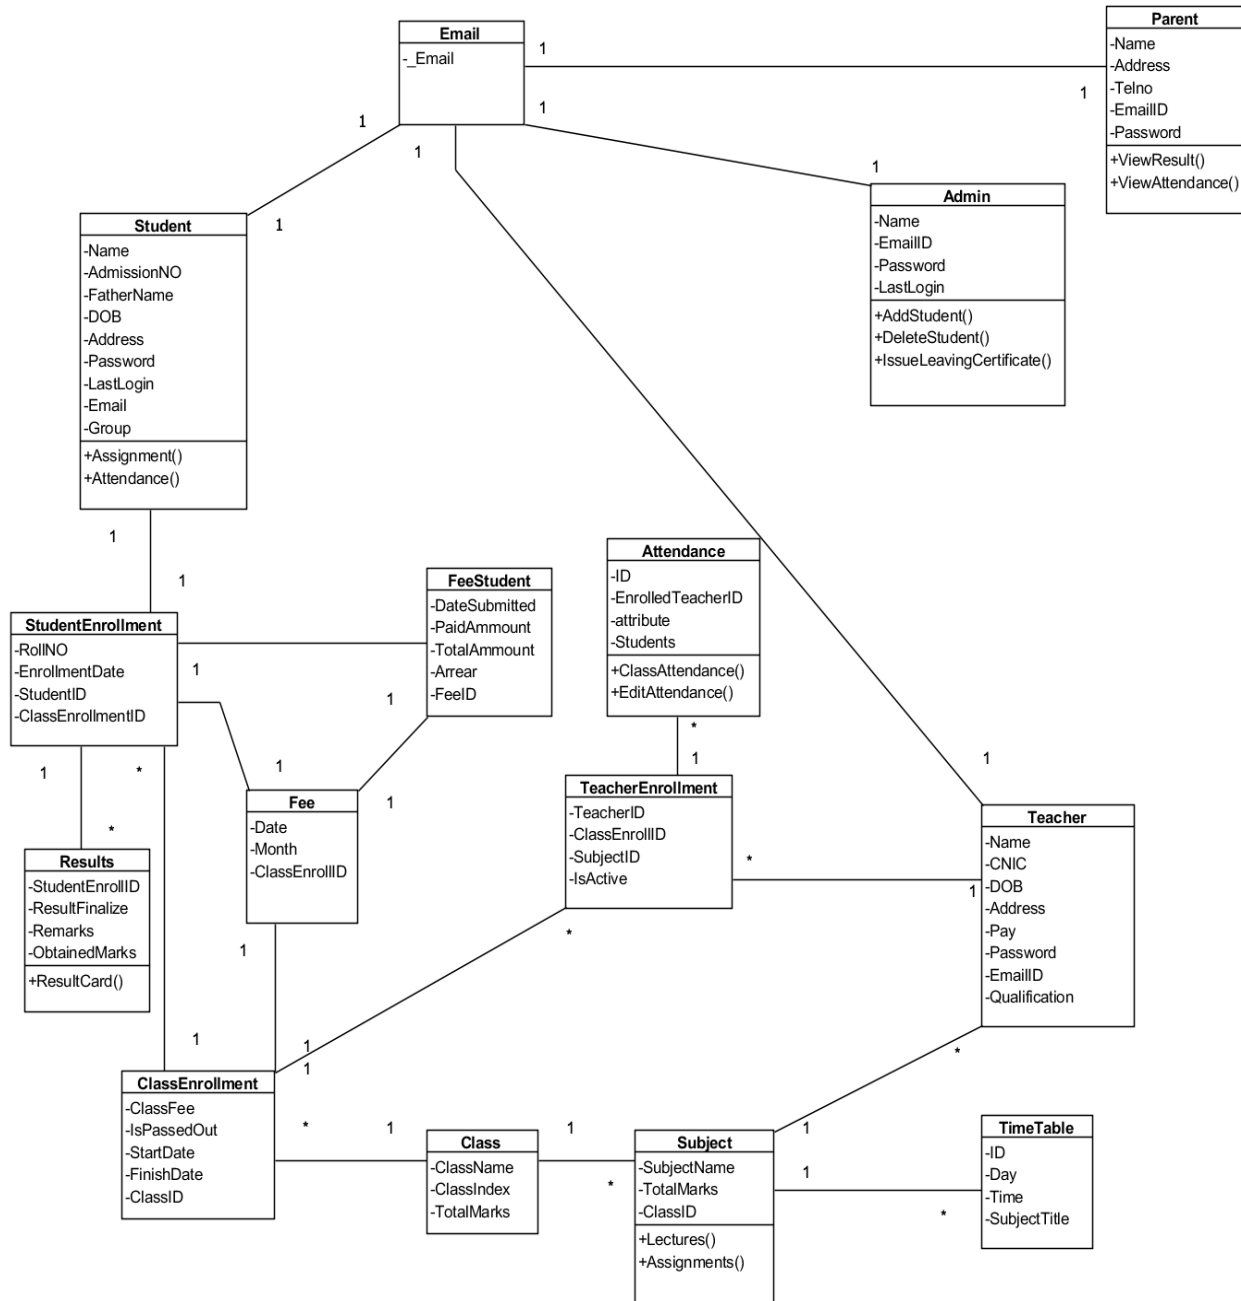 Email
-_Email
1
1
1
1
Parent
-Name
-Address
-Telno
-EmailID
-Password
+ViewResult()
+ViewAttendance()
1
1
Admin
-Name
-EmailID
-Password
-LastLogin
+AddStudent()
+DeleteStudent()
+IssueLeavingCertificate()
1
Student
-Name
-AdmissionNO
-FatherName
-DOB
-Address
-Password
-LastLogin
-Email
-Group
+Assignment()
+Attendance()
1
1
StudentEnrollment
-RollNO
-EnrollmentDate
-StudentID
-ClassEnrollmentID
1
1
*
FeeStudent
-DateSubmitted
-PaidAmmount
-TotalAmmount
-Arrear
-FeeID
1
Attendance
-ID
-EnrolledTeacherID
-attribute
-Students
+ClassAttendance()
+EditAttendance()
*
1
TeacherEnrollment
-TeacherID
-ClassEnrollID
-SubjectID
-IsActive
*
*
1
Teacher
-Name
-CNIC
-DOB
-Address
-Pay
-Password
-EmailID
-Qualification
1
*
1
1
Fee
-Date
-Month
-ClassEnrollID
1
*
Results
-StudentEnrollID
-ResultFinalize
-Remarks
-ObtainedMarks
+ResultCard()
1
1
1
ClassEnrollment
-ClassFee
-IsPassedOut
-StartDate
-FinishDate
-ClassID
*
1
Class
-ClassName
-ClassIndex
-TotalMarks
1
*
Subject
-SubjectName
-TotalMarks
-ClassID
+Lectures()
+Assignments()
1
1
*
TimeTable
-ID
-Day
-Time
-SubjectTitle